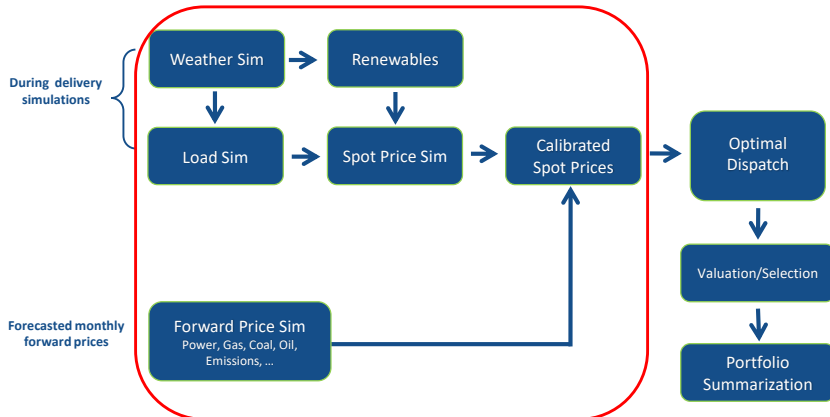 Weather Sim
Renewables
During delivery
simulations
Load Sim
Spot Price Sim
Calibrated
Spot Prices
Optimal
Dispatch
Valuation/Selection
Forecasted monthly
forward prices
Forward Price Sim
Power, Gas, Coal, Oil,
Emissions, ...
Portfolio
Summarization